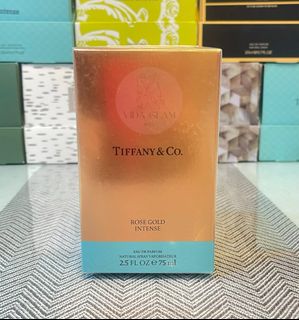 VIDA GLAM
TIFFANY & CO.
ROSE GOLD
INTENSE
EAU DE PARFUM
NATURAL SPRAY VAPORISATEUR
2.5 FL OZ e 75 ml